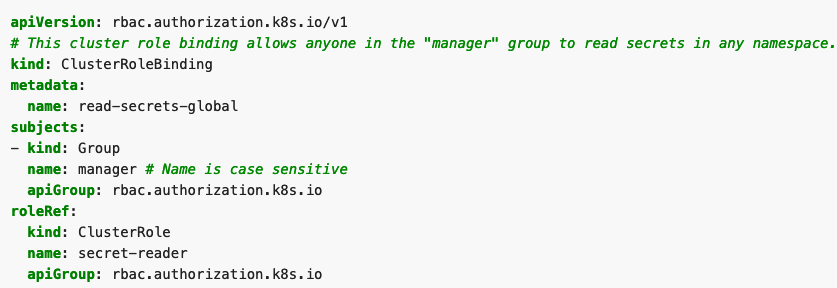 apiVersion: rbac.authorization.k8s.io/v1
# This cluster role binding allows anyone in the "manager" group to read secrets in any namespace.
kind: ClusterRoleBinding
metadata:
  name: read-secrets-global
subjects:
- kind: Group
  name: manager # Name is case sensitive
  apiGroup: rbac.authorization.k8s.io
roleRef:
  kind: ClusterRole
  name: secret-reader
  apiGroup: rbac.authorization.k8s.io